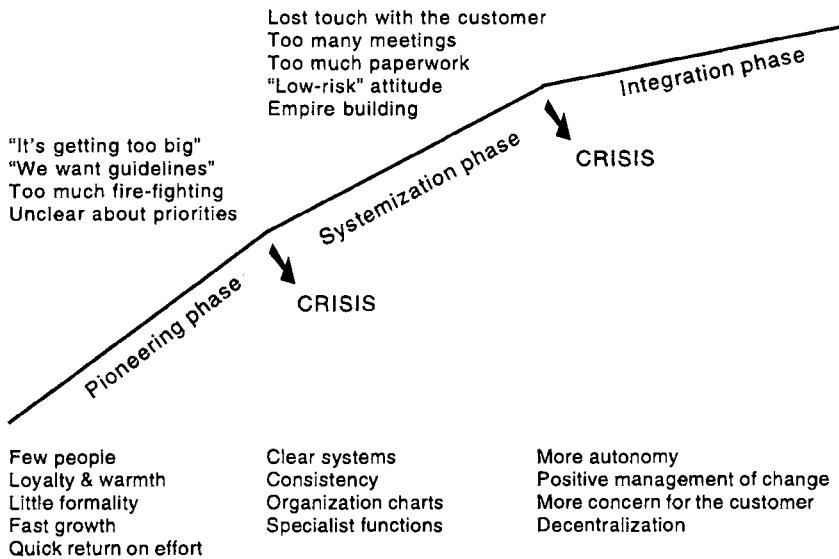 Lost touch with the customer
Too many meetings
Too much paperwork
"Low-risk" attitude
Empire building
Integration phase
CRISIS
"It's getting too big"
"We want guidelines"
Too much fire-fighting
Unclear about priorities
Systemization phase
CRISIS
Pioneering phase
Few people
Loyalty & warmth
Little formality
Fast growth
Quick return on effort
Clear systems
Consistency
Organization charts
Specialist functions
More autonomy
Positive management of change
More concern for the customer
Decentralization